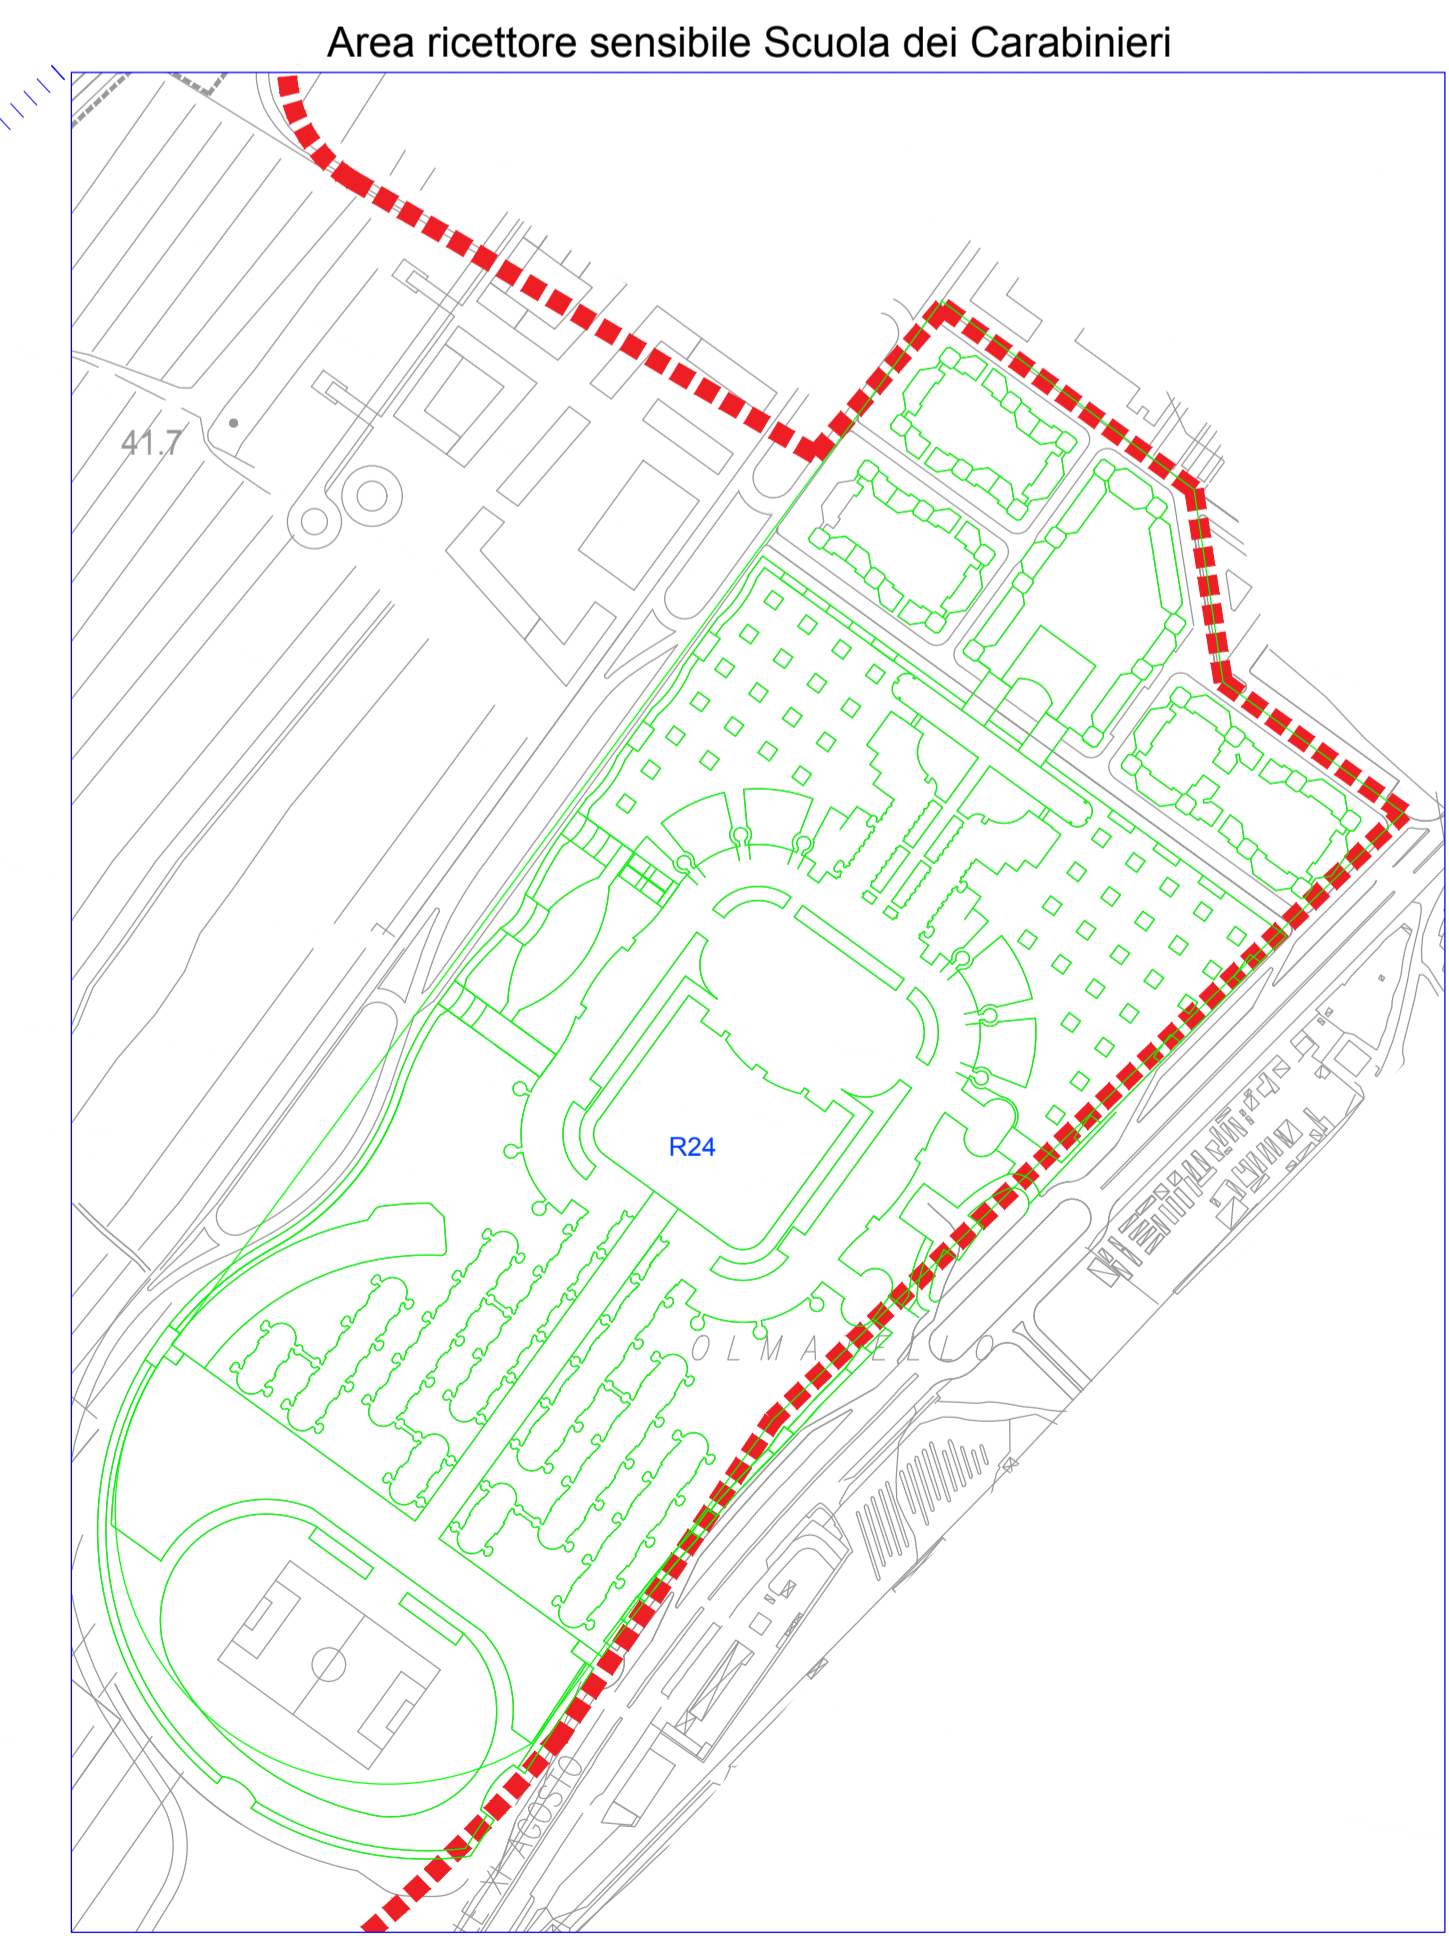 Area ricettore sensibile Scuola dei Carabinieri
41.7
R24
OLMATELLO
XI AGOSTO